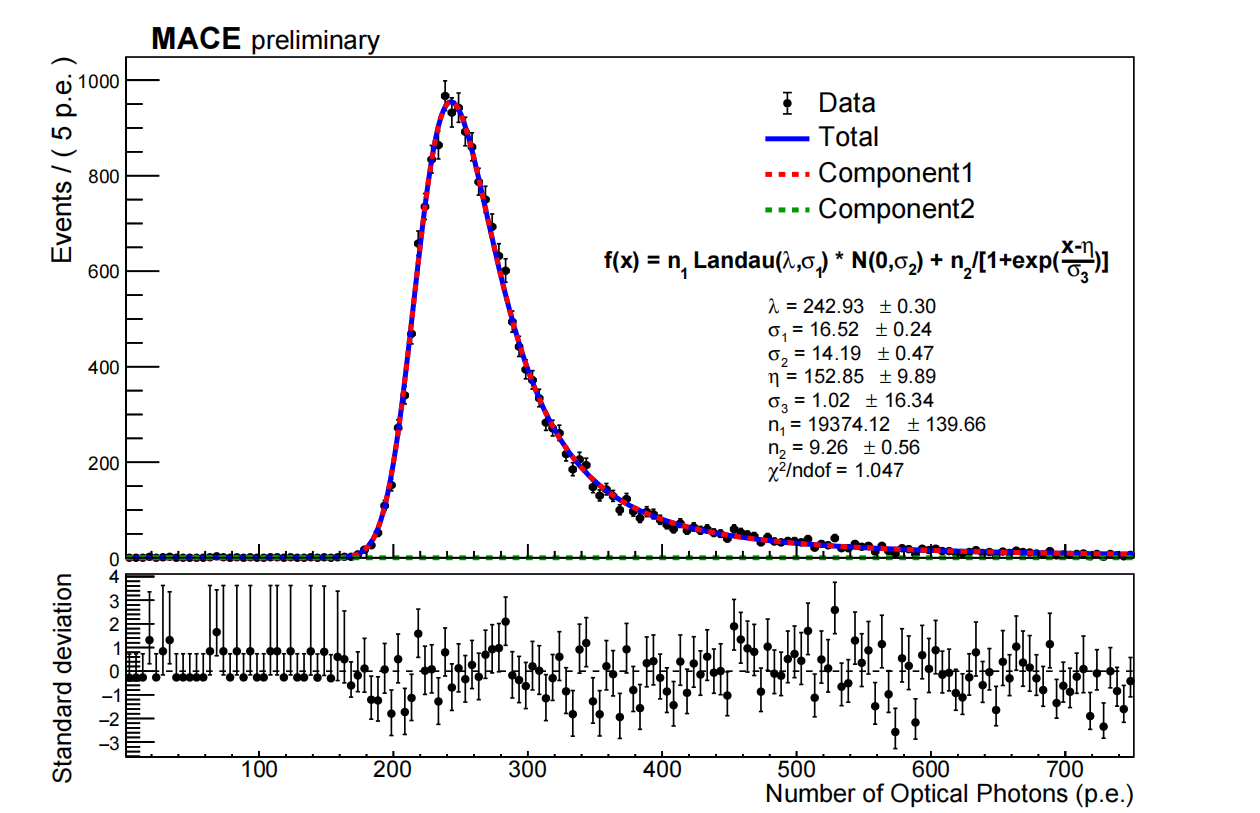 MACE preliminary
Events / ( 5 p.e. )
1000
800
600
400
200
0
Data
Total
Component1
Component2
f(x) = n1 Landau(λ,σ1) * N(0,σ2) + n2/[1+exp((x-η)/σ3)]
λ = 242.93 ± 0.30
σ1 = 16.52 ± 0.24
σ2 = 14.19 ± 0.47
η = 152.85 ± 9.89
σ3 = 1.02 ± 16.34
n1 = 19374.12 ± 139.66
n2 = 9.26 ± 0.56
χ²/ndof = 1.047
Standard deviation
4
3
2
1
0
−1
−2
−3
100 200 300 400 500 600 700
Number of Optical Photons (p.e.)